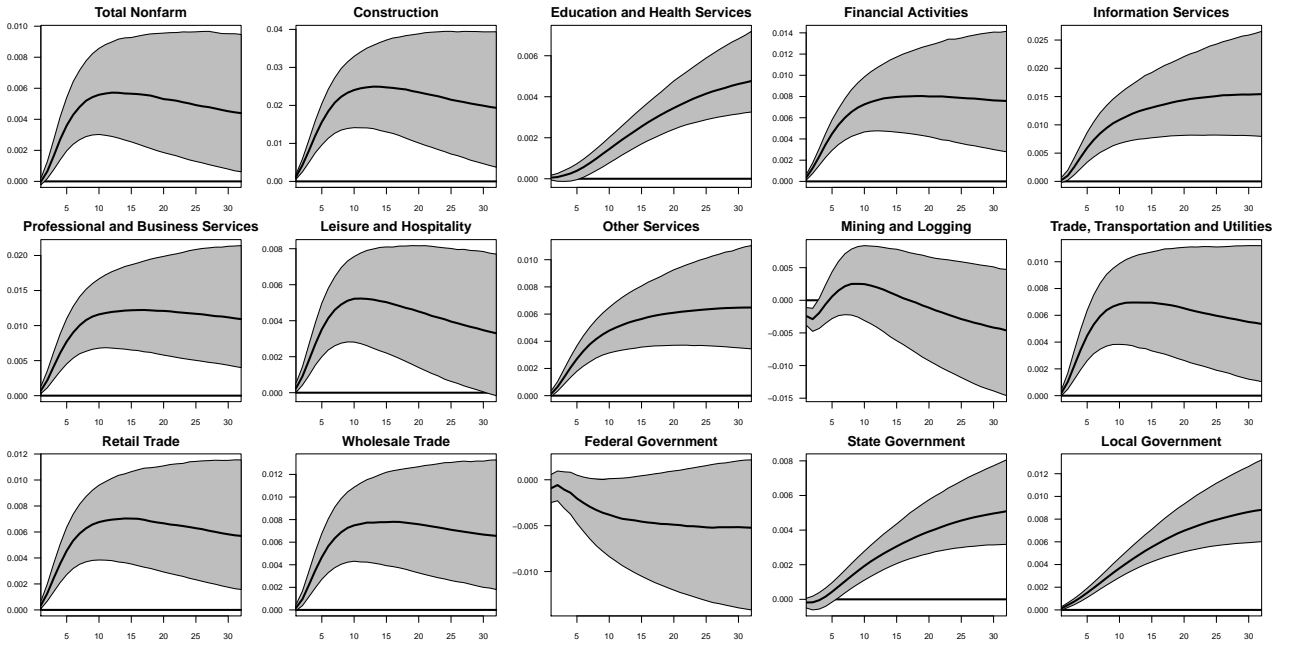 Total Nonfarm Construction Education and Health Services Financial Activities Information Services
0.010 0.008 0.006 0.004 0.002 0.000
0.04 0.03 0.02 0.01 0.00
0.006 0.004 0.002 0.000
0.014 0.012 0.010 0.008 0.006 0.004 0.002 0.000
0.025 0.020 0.015 0.010 0.005 0.000
5 10 15 20 25 30 5 10 15 20 25 30 5 10 15 20 25 30 5 10 15 20 25 30 5 10 15 20 25 30
Professional and Business Services Leisure and Hospitality Other Services Mining and Logging Trade, Transportation and Utilities
0.020 0.015 0.010 0.005 0.000
0.008 0.006 0.004 0.002 0.000
0.010 0.008 0.006 0.004 0.002 0.000
0.005 0.000 −0.005 −0.010 −0.015
0.010 0.008 0.006 0.004 0.002 0.000
5 10 15 20 25 30 5 10 15 20 25 30 5 10 15 20 25 30 5 10 15 20 25 30 5 10 15 20 25 30
Retail Trade Wholesale Trade Federal Government State Government Local Government
0.012 0.010 0.008 0.006 0.004 0.002 0.000
0.012 0.010 0.008 0.006 0.004 0.002 0.000
0.000 −0.005 −0.010
0.008 0.006 0.004 0.002 0.000
0.012 0.010 0.008 0.006 0.004 0.002 0.000
5 10 15 20 25 30 5 10 15 20 25 30 5 10 15 20 25 30 5 10 15 20 25 30 5 10 15 20 25 30